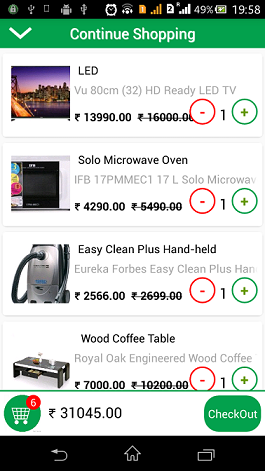 49% 19:58
Continue Shopping
LED
Vu 80cm (32) HD Ready LED TV
₹ 13990.00 ₹ 16000.00 - 1 +
Solo Microwave Oven
IFB 17PMMEC1 17 L Solo Microwav
₹ 4290.00 ₹ 5490.00 - 1 +
Easy Clean Plus Hand-held
Eureka Forbes Easy Clean Plus Han
₹ 2566.00 ₹ 2699.00 - 1 +
Wood Coffee Table
Royal Oak Engineered Wood Coffee
₹ 7000.00 ₹ 10200.00 - 1 +
6
₹ 31045.00 CheckOut